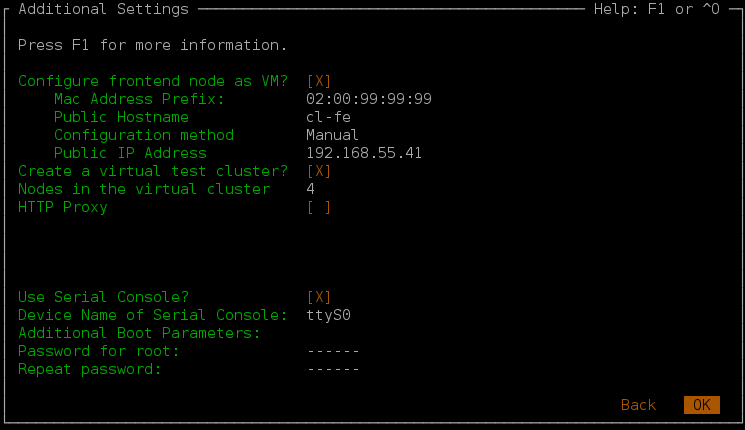 Additional Settings Help: F1 or ^O
Press F1 for more information.
Configure frontend node as VM? [X]
Mac Address Prefix: 02:00:99:99:99
Public Hostname cl-fe
Configuration method Manual
Public IP Address 192.168.55.41
Create a virtual test cluster? [X]
Nodes in the virtual cluster 4
HTTP Proxy [ ]
Use Serial Console? [X]
Device Name of Serial Console: ttyS0
Additional Boot Parameters:
Password for root: ------
Repeat password: ------
Back OK